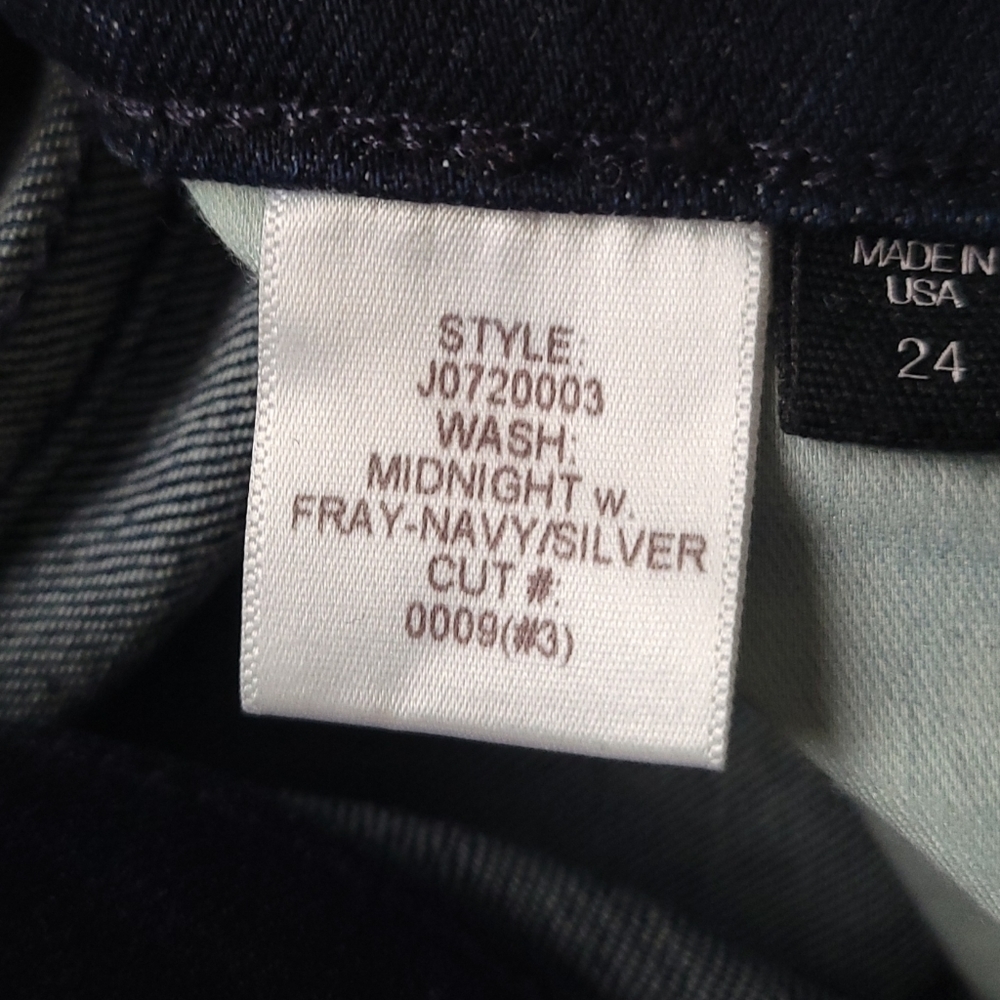 STYLE:
J0720003
WASH:
MIDNIGHT w.
FRAY-NAVY/SILVER
CUT #:
0009(#3)
MADE IN
USA
24